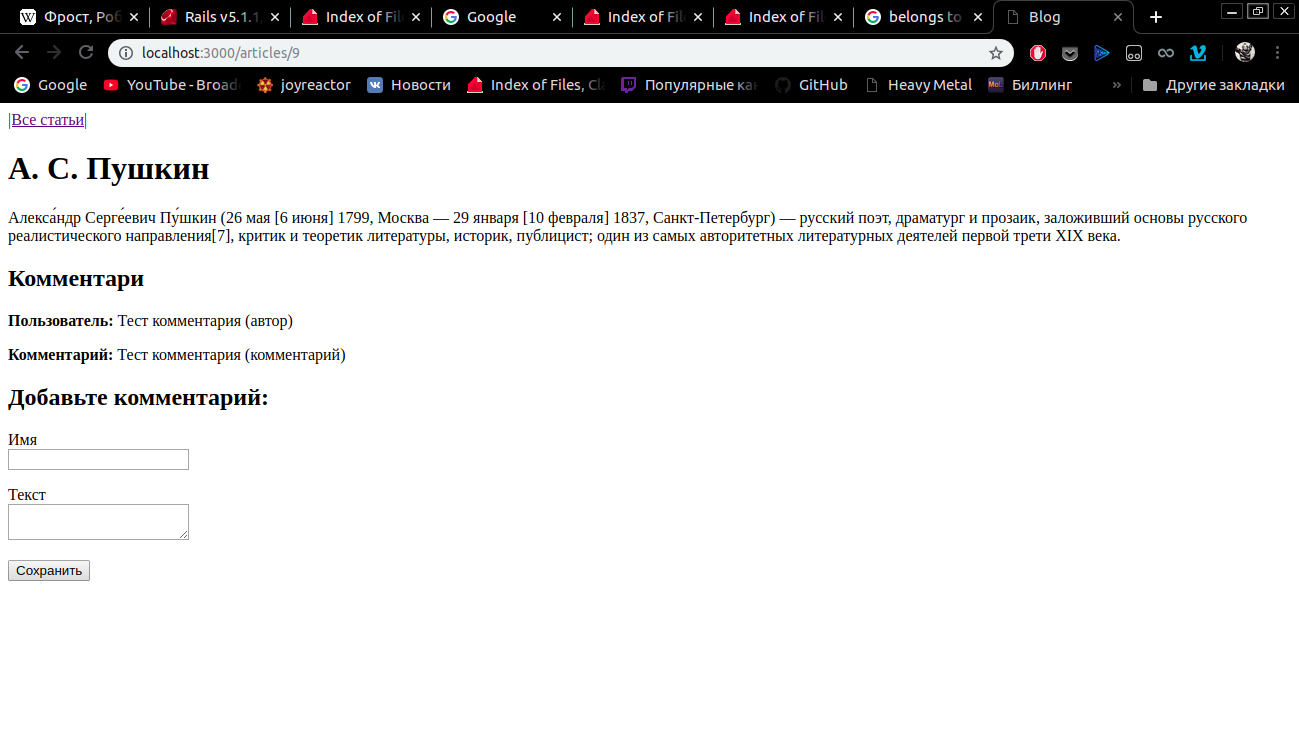 Фрост, Роб
Rails v5.1.1,
Index of File
Google
Index of File
Index of File
belongs to
Blog
localhost:3000/articles/9
Google
YouTube - Broad
joyreactor
Новости
Index of Files, Cla
Популярные кан
GitHub
Heavy Metal
Биллинг
»
Другие закладки
|Все статьи|
А. С. Пушкин
Алекса́ндр Серге́евич Пу́шкин (26 мая [6 июня] 1799, Москва — 29 января [10 февраля] 1837, Санкт-Петербург) — русский поэт, драматург и прозаик, заложивший основы русского
реалистического направления[7], критик и теоретик литературы, историк, публицист; один из самых авторитетных литературных деятелей первой трети XIX века.
Комментари
Пользователь: Тест комментария (автор)
Комментарий: Тест комментария (комментарий)
Добавьте комментарий:
Имя
Текст
Сохранить